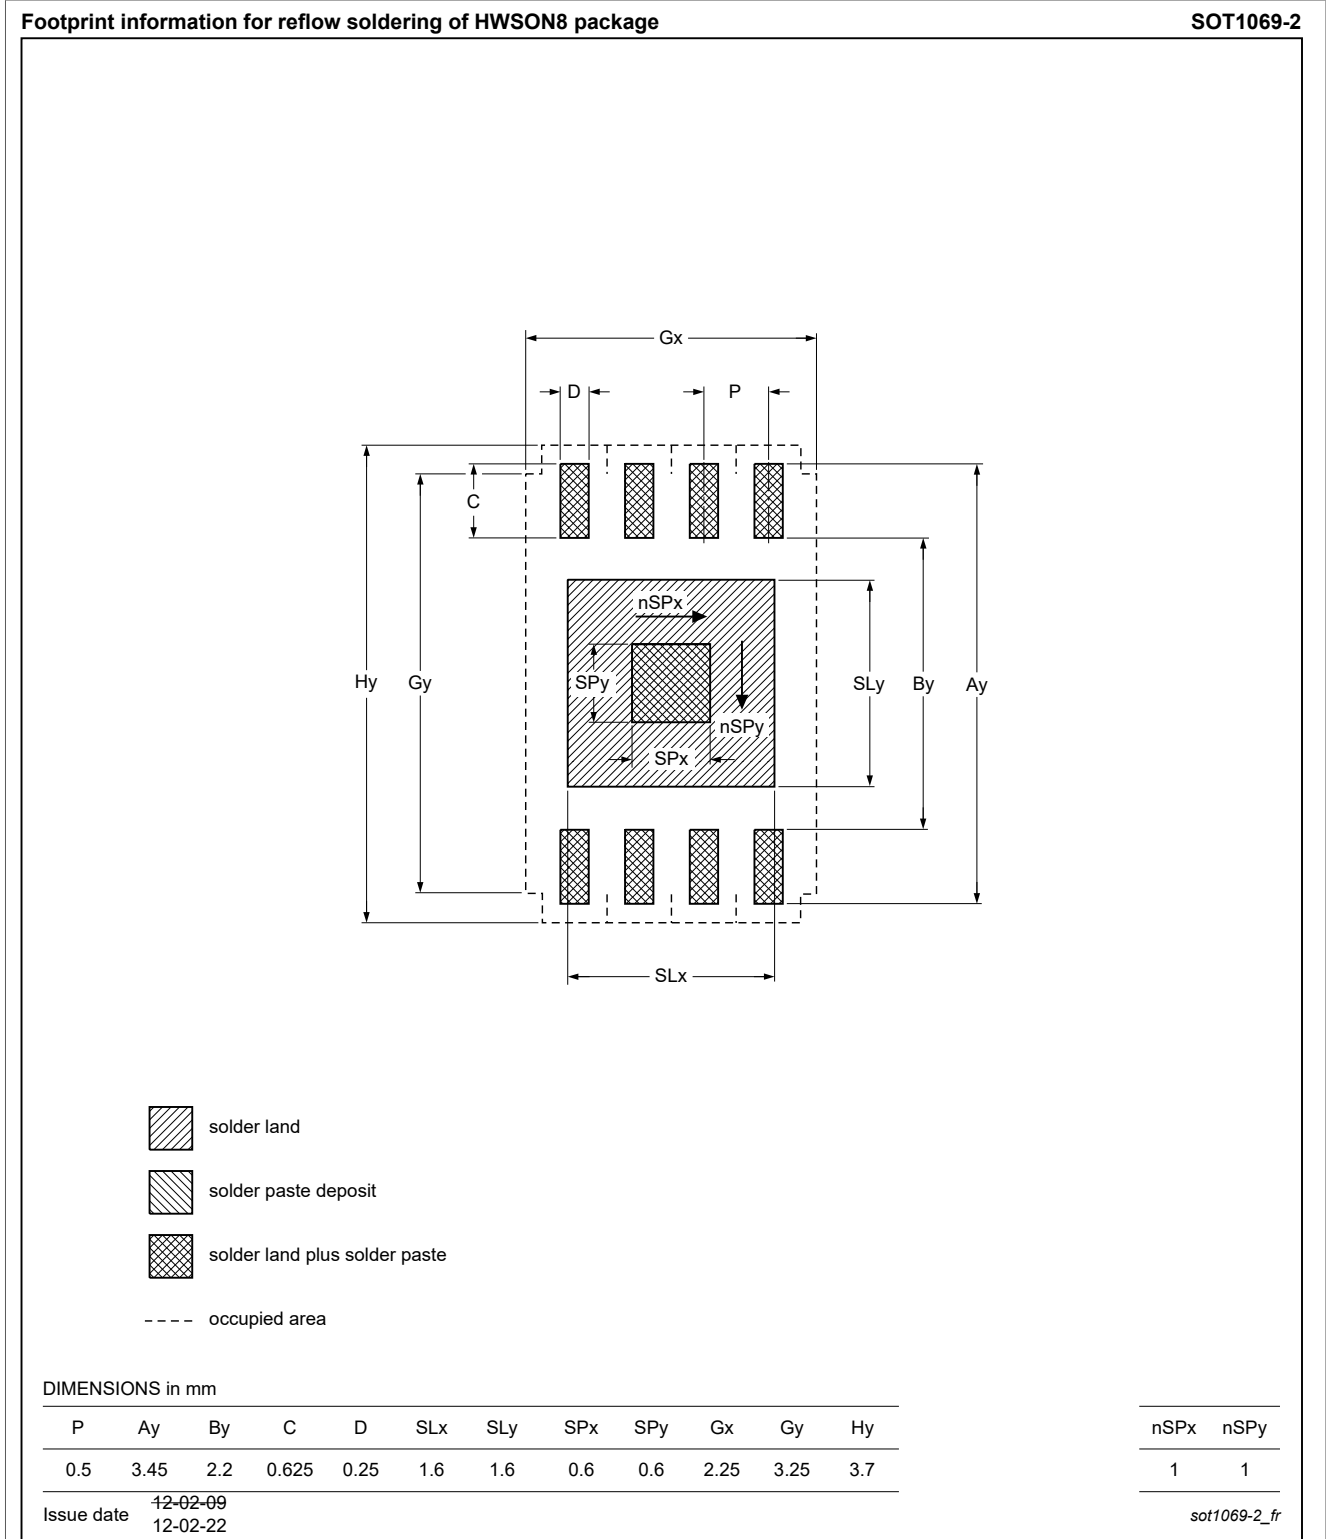 Footprint information for reflow soldering of HWSON8 package SOT1069-2
Gx
D P
C
Hy Gy SLy By Ay
nSPx
SPy
nSPy
SPx
SLx
solder land
solder paste deposit
solder land plus solder paste
occupied area
DIMENSIONS in mm
P Ay By C D SLx SLy SPx SPy Gx Gy Hy nSPx nSPy
0.5 3.45 2.2 0.625 0.25 1.6 1.6 0.6 0.6 2.25 3.25 3.7 1 1
Issue date 12-02-09
12-02-22
sot1069-2_fr